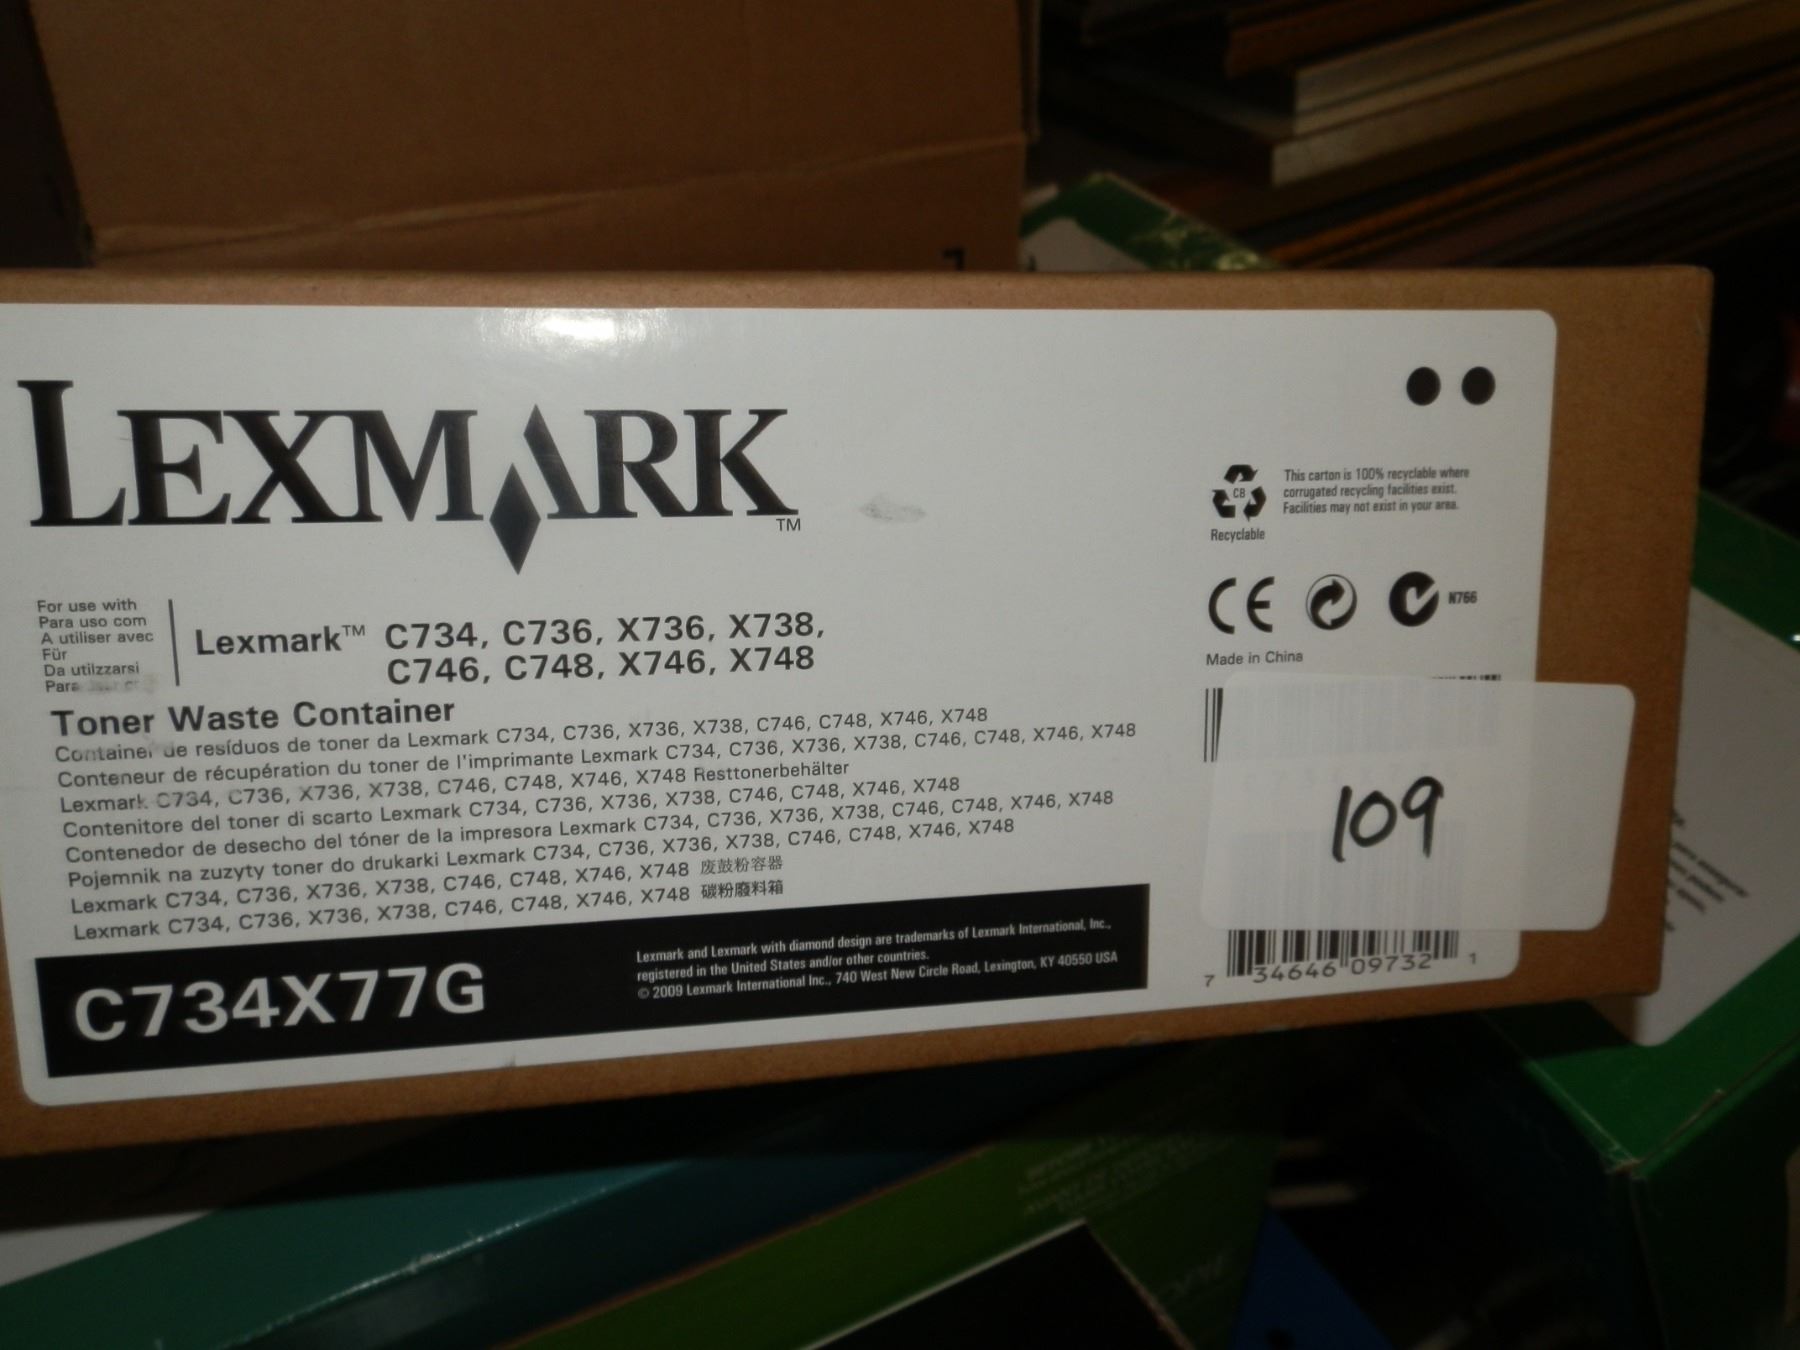 LEXMARK™
This carton is 100% recyclable where
corrugated recycling facilities exist.
Facilities may not exist in your area.
CB
Recyclable
For use with
Para uso com
A utiliser avec
Für
Da utilzzarsi
Para
Lexmark™ C734, C736, X736, X738,
C746, C748, X746, X748
CE
N766
Made in China
Toner Waste Container
Container de resíduos de toner da Lexmark C734, C736, X736, X738, C746, C748, X746, X748
Conteneur de récupération du toner de l'imprimante Lexmark C734, C736, X736, X738, C746, C748, X746, X748
Lexmark C734, C736, X736, X738, C746, C748, X746, X748 Resttonerbehälter
Contenitore del toner di scarto Lexmark C734, C736, X736, X738, C746, C748, X746, X748
Contenedor de desecho del tóner de la impresora Lexmark C734, C736, X736, X738, C746, C748, X746, X748
Pojemnik na zuzyty toner do drukarki Lexmark C734, C736, X736, X738, C746, C748, X746, X748
Lexmark C734, C736, X736, X738, C746, C748, X746, X748 废鼓粉容器
Lexmark C734, C736, X736, X738, C746, C748, X746, X748 碳粉廢料箱
109
C734X77G
Lexmark and Lexmark with diamond design are trademarks of Lexmark International, Inc.,
registered in the United States and/or other countries.
© 2009 Lexmark International Inc., 740 West New Circle Road, Lexington, KY 40550 USA
7 34646 09732 1